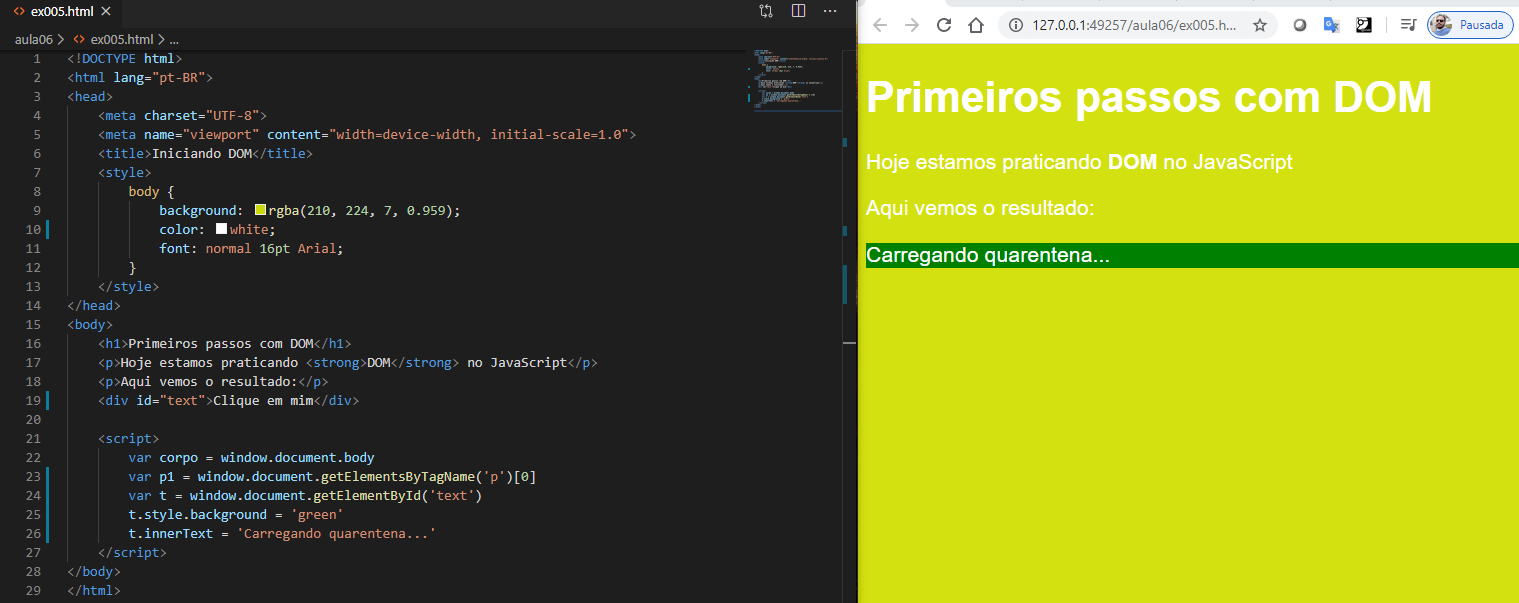 ex005.html
aula06 > ex005.html > ...
1 <!DOCTYPE html>
2 <html lang="pt-BR">
3 <head>
4 <meta charset="UTF-8">
5 <meta name="viewport" content="width=device-width, initial-scale=1.0">
6 <title>Iniciando DOM</title>
7 <style>
8 body {
9 background: rgba(210, 224, 7, 0.959);
10 color: white;
11 font: normal 16pt Arial;
12 }
13 </style>
14 </head>
15 <body>
16 <h1>Primeiros passos com DOM</h1>
17 <p>Hoje estamos praticando <strong>DOM</strong> no JavaScript</p>
18 <p>Aqui vemos o resultado:</p>
19 <div id="text">Clique em mim</div>
20
21 <script>
22 var corpo = window.document.body
23 var p1 = window.document.getElementsByTagName('p')[0]
24 var t = window.document.getElementById('text')
25 t.style.background = 'green'
26 t.innerText = 'Carregando quarentena...'
27 </script>
28 </body>
29 </html>
127.0.0.1:49257/aula06/ex005.h...
Pausada
Primeiros passos com DOM
Hoje estamos praticando DOM no JavaScript
Aqui vemos o resultado:
Carregando quarentena...